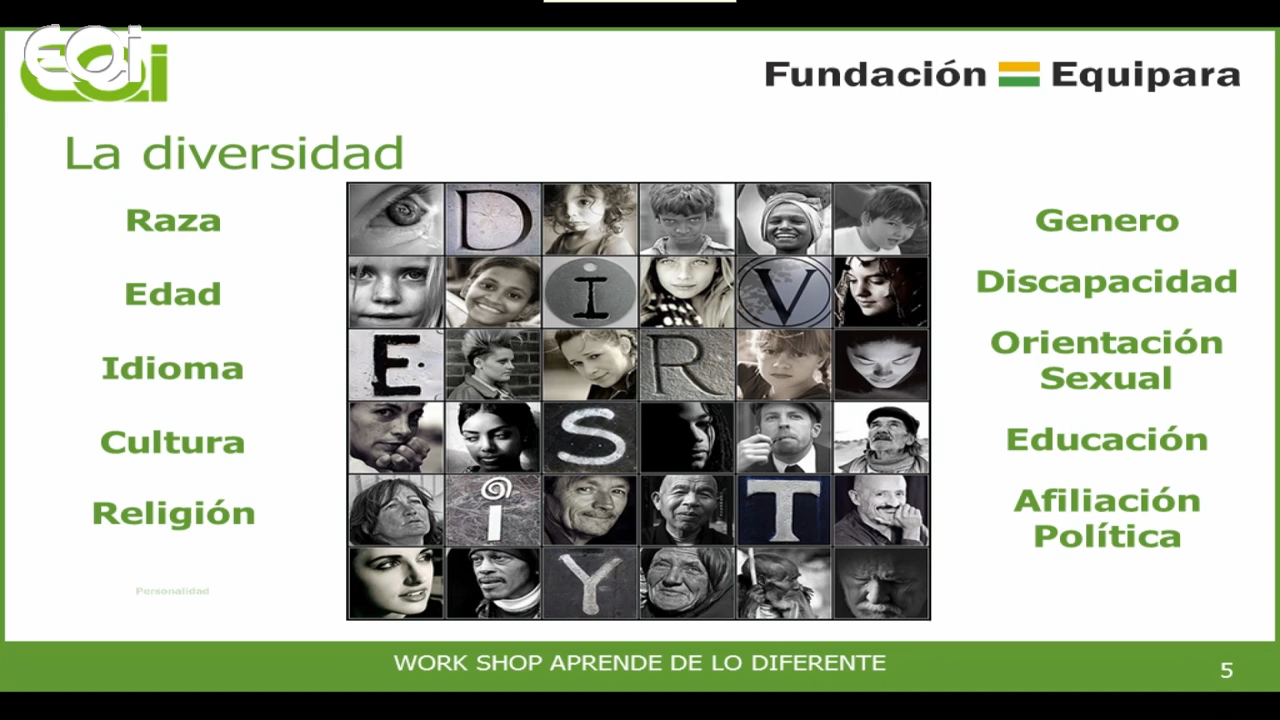 eoi
eoi
Fundación Equipara
La diversidad
Raza
Edad
Idioma
Cultura
Religión
Personalidad
D
I V
E R
S
i T
Y
Genero
Discapacidad
Orientación
Sexual
Educación
Afiliación
Política
WORK SHOP APRENDE DE LO DIFERENTE
5